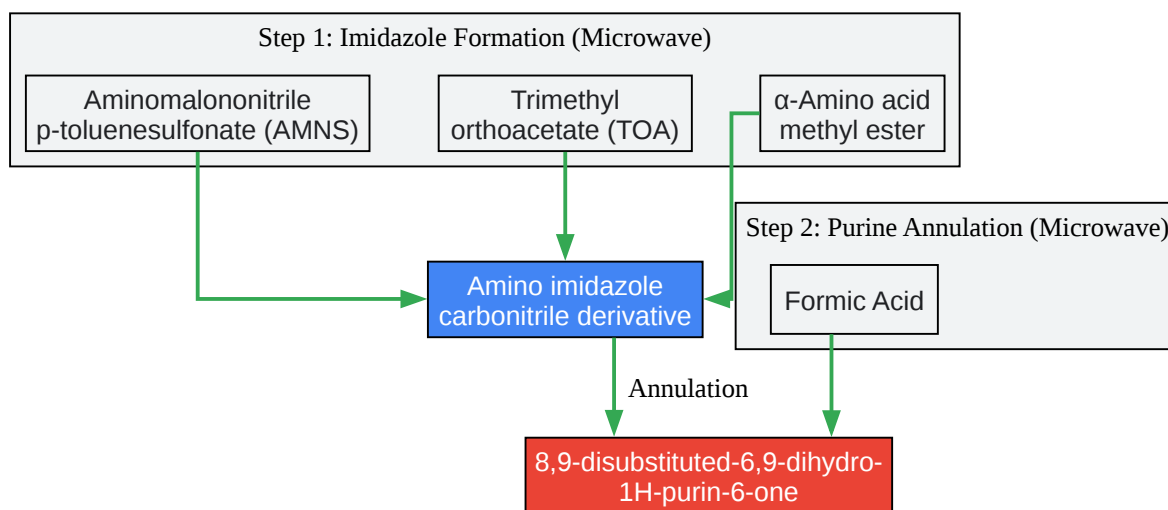 Step 1: Imidazole Formation (Microwave)
Aminomalononitrile
p-toluenesulfonate (AMNS)
Trimethyl
orthoacetate (TOA)
α-Amino acid
methyl ester
Step 2: Purine Annulation (Microwave)
Formic Acid
Amino imidazole
carbonitrile derivative
Annulation
8,9-disubstituted-6,9-dihydro-
1H-purin-6-one